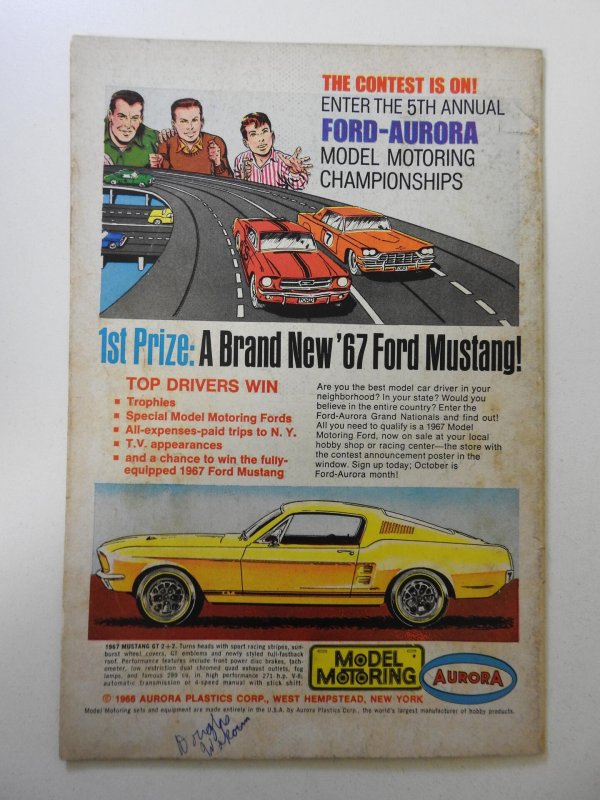 THE CONTEST IS ON!
ENTER THE 5TH ANNUAL
FORD-AURORA
MODEL MOTORING
CHAMPIONSHIPS
7
FORD
FORD
1st Prize: A Brand New '67 Ford Mustang!
TOP DRIVERS WIN
■ Trophies
■ Special Model Motoring Fords
■ All-expenses-paid trips to N. Y.
■ T.V. appearances
■ and a chance to win the fully-
equipped 1967 Ford Mustang
Are you the best model car driver in your
neighborhood? In your state? Would you
believe in the entire country? Enter the
Ford-Aurora Grand Nationals and find out!
All you need to qualify is a 1967 Model
Motoring Ford, now on sale at your local
hobby shop or racing center—the store with
the contest announcement poster in the
window. Sign up today; October is
Ford-Aurora month!
1967 MUSTANG GT 2+2. Turns heads with sport racing stripes, sun-
burst wheel covers, GT emblems and newly styled full-fastback
roof. Performance features include front power disc brakes, tach-
ometer, low restriction dual chromed quad exhaust outlets, fog
lamps, and famous 289 cu. in. high performance 271-h.p. V-8;
automatic transmission or 4-speed manual with stick shift.
MODEL
MOTORING
AURORA
© 1966 AURORA PLASTICS CORP., WEST HEMPSTEAD, NEW YORK
Model Motoring sets and equipment are made entirely in the U.S.A. by Aurora Plastics Corp., the world's largest manufacturer of hobby products.